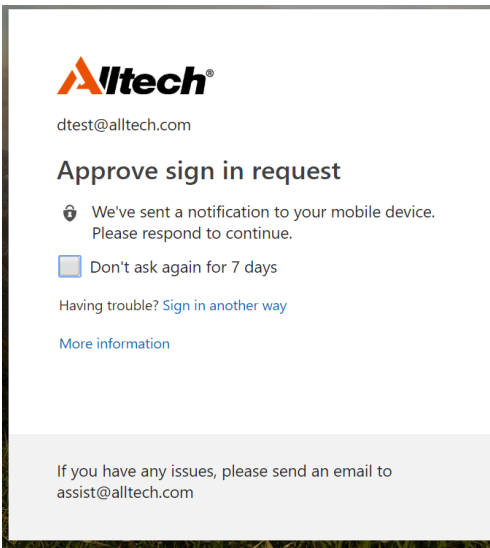 Alltech®
dtest@alltech.com
Approve sign in request
We've sent a notification to your mobile device.
Please respond to continue.
Don't ask again for 7 days
Having trouble? Sign in another way
More information
If you have any issues, please send an email to
assist@alltech.com